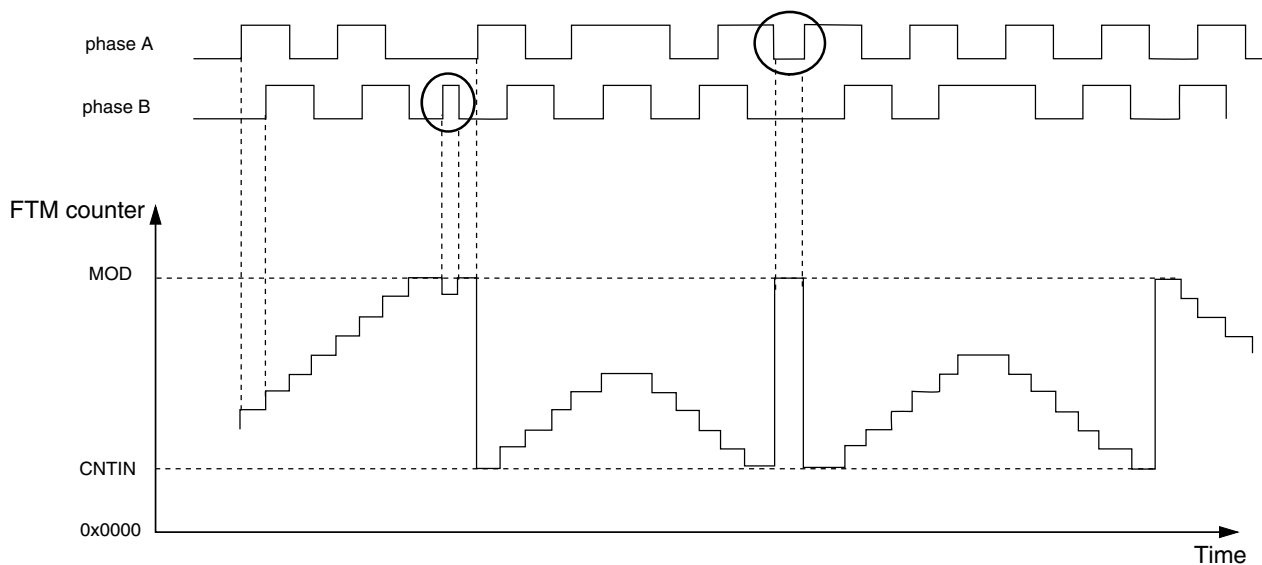 phase A
phase B
FTM counter
MOD
CNTIN
0x0000
Time